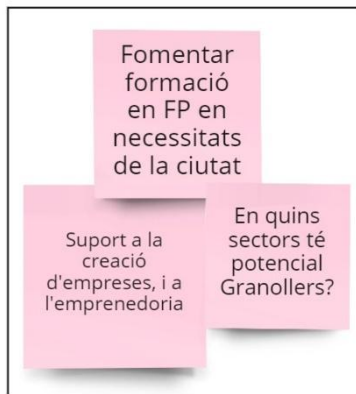 Fomentar
formació
en FP en
necessitats
de la ciutat
Suport a la
creació
d'empreses, i a
l'emprenedoria
En quins
sectors té
potencial
Granollers?